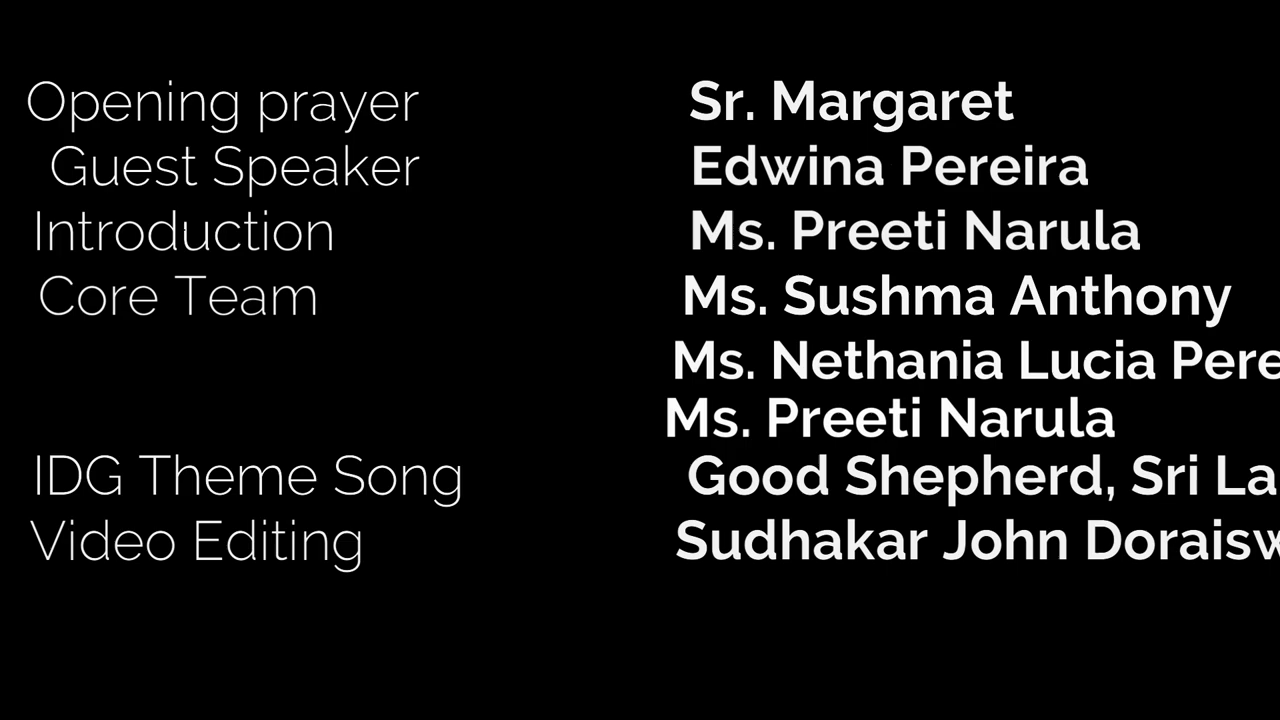 Opening prayer Sr. Margaret
Guest Speaker Edwina Pereira
Introduction Ms. Preeti Narula
Core Team Ms. Sushma Anthony
Ms. Nethania Lucia
Ms. Preeti Narula
IDG Theme Song Good Shepherd, Sri
Video Editing Sudhakar John